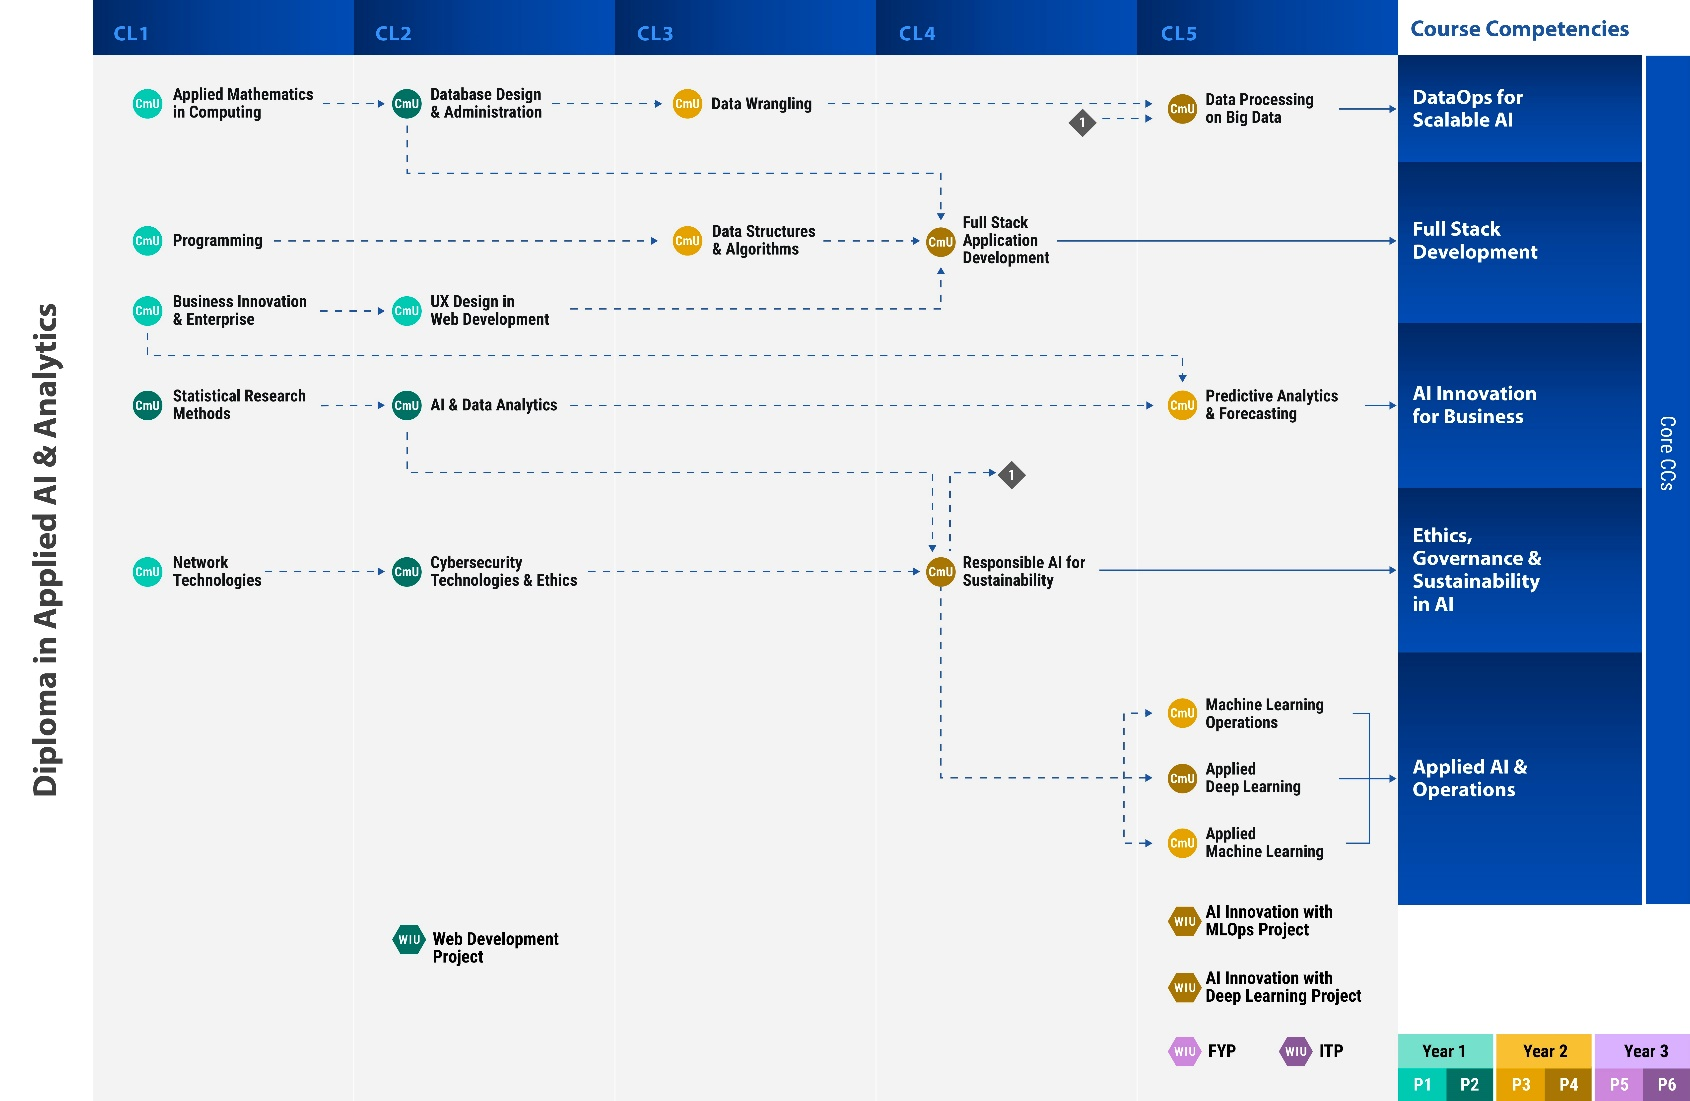 CL1
CL2
CL3
CL4
CL5
Course Competencies
Diploma in Applied AI & Analytics
CmU
Applied Mathematics
in Computing
CmU
Database Design
& Administration
CmU
Data Wrangling
1
CmU
Data Processing
on Big Data
DataOps for
Scalable AI
CmU
Programming
CmU
Data Structures
& Algorithms
CmU
Full Stack
Application
Development
Full Stack
Development
CmU
Business Innovation
& Enterprise
CmU
UX Design in
Web Development
CmU
Statistical Research
Methods
CmU
AI & Data Analytics
CmU
Predictive Analytics
& Forecasting
AI Innovation
for Business
Core CCs
1
CmU
Network
Technologies
CmU
Cybersecurity
Technologies & Ethics
CmU
Responsible AI for
Sustainability
Ethics,
Governance &
Sustainability
in AI
CmU
Machine Learning
Operations
CmU
Applied
Deep Learning
CmU
Applied
Machine Learning
Applied AI &
Operations
WIU
Web Development
Project
WIU
AI Innovation with
MLOps Project
WIU
AI Innovation with
Deep Learning Project
WIU
FYP
WIU
ITP
Year 1
Year 2
Year 3
P1
P2
P3
P4
P5
P6